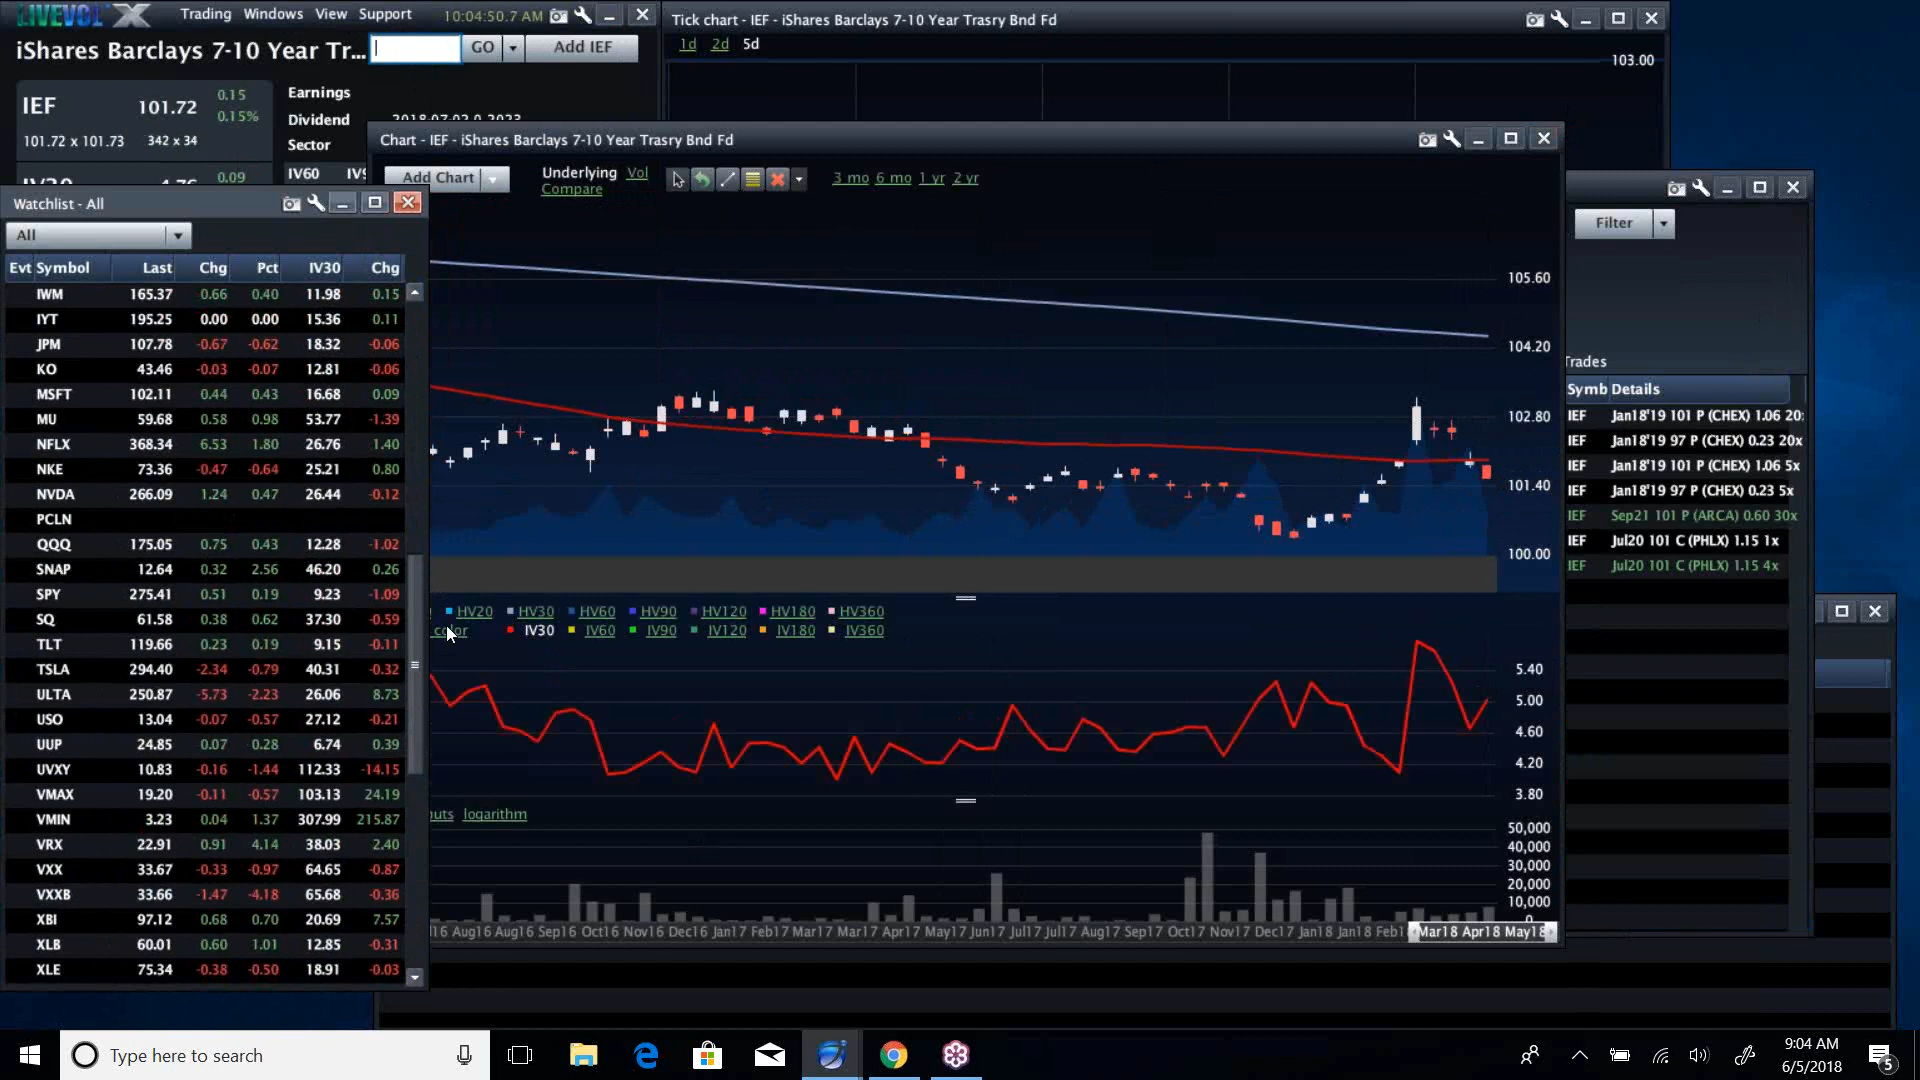 LIVEVOL X Trading Windows View Support 10:04:50.7 AM
iShares Barclays 7-10 Year Tr... GO Add IEF
IEF 101.72 0.15 0.15%
101.72 x 101.73 342 x 34
Earnings
Dividend 2018-07-02 0.2023
Sector
IV60
Tick chart - IEF - iShares Barclays 7-10 Year Trasry Bnd Fd
1d 2d 5d
103.00
Chart - IEF - iShares Barclays 7-10 Year Trasry Bnd Fd
Add Chart Underlying Vol Compare 3 mo 6 mo 1 yr 2 yr
105.60
104.20
102.80
101.40
100.00
HV20 HV30 HV60 HV90 HV120 HV180 HV360
color IV30 IV60 IV90 IV120 IV180 IV360
5.40
5.00
4.60
4.20
3.80
logarithm
50,000
40,000
30,000
20,000
10,000
0
Aug16 Aug16 Sep16 Oct16 Nov16 Dec16 Jan17 Feb17 Mar17 Mar17 Apr17 May17 Jun17 Jul17 Jul17 Aug17 Sep17 Oct17 Nov17 Dec17 Jan18 Jan18 Feb1 Mar18 Apr18 May18
Watchlist - All
All
Evt Symbol Last Chg Pct IV30 Chg
IWM 165.37 0.66 0.40 11.98 0.15
IYT 195.25 0.00 0.00 15.36 0.11
JPM 107.78 -0.67 -0.62 18.32 -0.06
KO 43.46 -0.03 -0.07 12.81 -0.06
MSFT 102.11 0.44 0.43 16.68 0.09
MU 59.68 0.58 0.98 53.77 -1.39
NFLX 368.34 6.53 1.80 26.76 1.40
NKE 73.36 -0.47 -0.64 25.21 0.80
NVDA 266.09 1.24 0.47 26.44 -0.12
PCLN
QQQ 175.05 0.75 0.43 12.28 -1.02
SNAP 12.64 0.32 2.56 46.20 0.26
SPY 275.41 0.51 0.19 9.23 -1.09
SQ 61.58 0.38 0.62 37.30 -0.59
TLT 119.66 0.23 0.19 9.15 -0.11
TSLA 294.40 -2.34 -0.79 40.31 -0.32
ULTA 250.87 -5.73 -2.23 26.06 8.73
USO 13.04 -0.07 -0.57 27.12 -0.21
UUP 24.85 0.07 0.28 6.74 0.39
UVXY 10.83 -0.16 -1.44 112.33 -14.15
VMAX 19.20 -0.11 -0.57 103.13 24.19
VMIN 3.23 0.04 1.37 307.99 215.87
VRX 22.91 0.91 4.14 38.03 2.40
VXX 33.67 -0.33 -0.97 64.65 -0.87
VXXB 33.66 -1.47 -4.18 65.68 -0.36
XBI 97.12 0.68 0.70 20.69 7.57
XLB 60.01 0.60 1.01 12.85 -0.31
XLE 75.34 -0.38 -0.50 18.91 -0.03
Filter
Trades
Symb Details
IEF Jan18'19 101 P (CHEX) 1.06 20
IEF Jan18'19 97 P (CHEX) 0.23 20x
IEF Jan18'19 101 P (CHEX) 1.06 5x
IEF Jan18'19 97 P (CHEX) 0.23 5x
IEF Sep21 101 P (ARCA) 0.60 30x
IEF Jul20 101 C (PHLX) 1.15 1x
IEF Jul20 101 C (PHLX) 1.15 4x
Type here to search
9:04 AM
6/5/2018
5